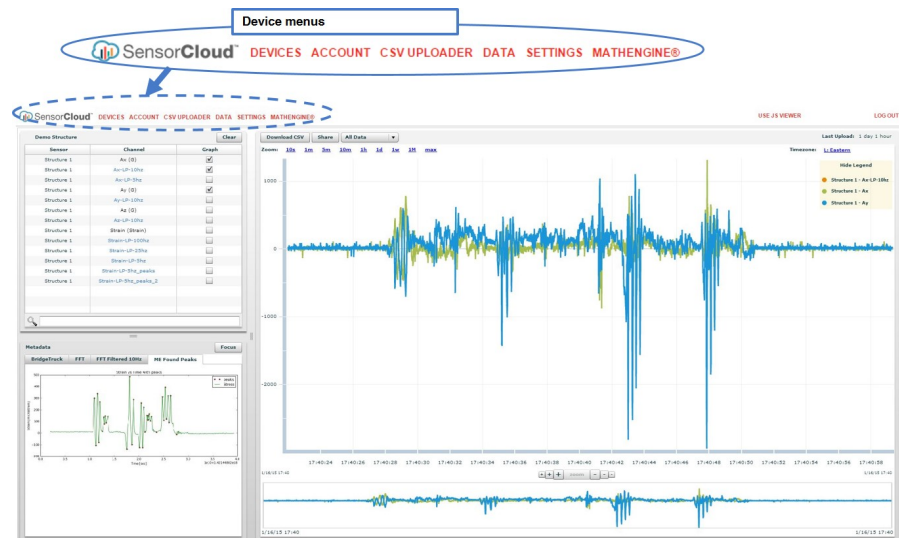 Device menus
SensorCloud™ DEVICES ACCOUNT CSV UPLOADER DATA SETTINGS MATHENGINE®
SensorCloud™ DEVICES ACCOUNT CSV UPLOADER DATA SETTINGS MATHENGINE®
USE JS VIEWER
LOG OUT
Demo Structure
Clear
Sensor Channel Graph
Structure 1 Ax (G)
Structure 1 Ax-LP-10hz
Structure 1 Ax-LP-5hz
Structure 1 Ay (G)
Structure 1 Ay-LP-10hz
Structure 1 Az (G)
Structure 1 Az-LP-10hz
Structure 1 Strain (Strain)
Structure 1 Strain-LP-100hz
Structure 1 Strain-LP-25hz
Structure 1 Strain-LP-5hz
Structure 1 Strain-LP-5hz_peaks
Structure 1 Strain-LP-5hz_peaks_2
Metadata
Focus
BridgeTruck FFT FFT Filtered 10Hz ME Found Peaks
peaks
Download CSV Share All Data
Last Upload: 1 day 1 hour
Zoom: 10s 1m 5m 10m 1h 1d 1w 1M max
Timezone: L: Eastern
Hide Legend
Structure 1 - Ax-LP-10hz
Structure 1 - Ax
Structure 1 - Ay
1000
0
-1000
-2000
17:40:24 17:40:26 17:40:28 17:40:30 17:40:32 17:40:34 17:40:36 17:40:38 17:40:40 17:40:42 17:40:44 17:40:46 17:40:48 17:40:50 17:40:52 17:40:54 17:40:56 17:40:58
1/16/15 17:40
1/16/15 17:40
1/16/15 17:40